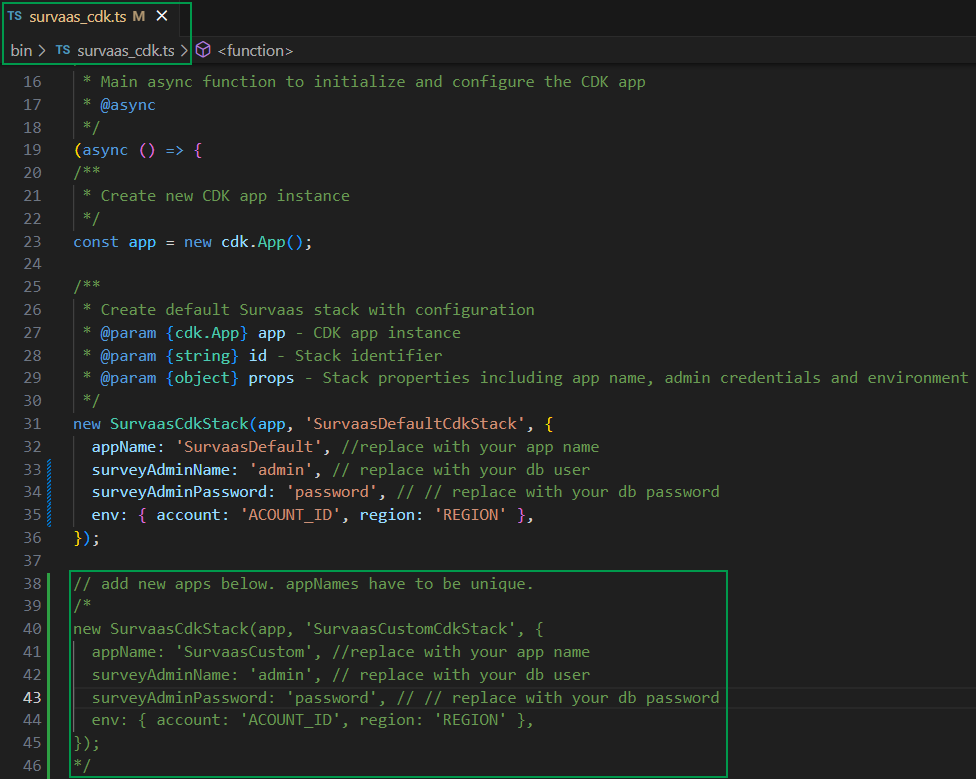 TS survaas_cdk.ts M ×
bin > TS survaas_cdk.ts > <function>
16 * Main async function to initialize and configure the CDK app
17 * @async
18 */
19 (async () => {
20 /**
21 * Create new CDK app instance
22 */
23 const app = new cdk.App();
24
25 /**
26 * Create default Survaas stack with configuration
27 * @param {cdk.App} app - CDK app instance
28 * @param {string} id - Stack identifier
29 * @param {object} props - Stack properties including app name, admin credentials and environment
30 */
31 new SurvaasCdkStack(app, 'SurvaasDefaultCdkStack', {
32 appName: 'SurvaasDefault', //replace with your app name
33 surveyAdminName: 'admin', // replace with your db user
34 surveyAdminPassword: 'password', // // replace with your db password
35 env: { account: 'ACOUNT_ID', region: 'REGION' },
36 });
37
38 // add new apps below. appNames have to be unique.
39 /*
40 new SurvaasCdkStack(app, 'SurvaasCustomCdkStack', {
41 appName: 'SurvaasCustom', //replace with your app name
42 surveyAdminName: 'admin', // replace with your db user
43 surveyAdminPassword: 'password', // // replace with your db password
44 env: { account: 'ACOUNT_ID', region: 'REGION' },
45 });
46 */